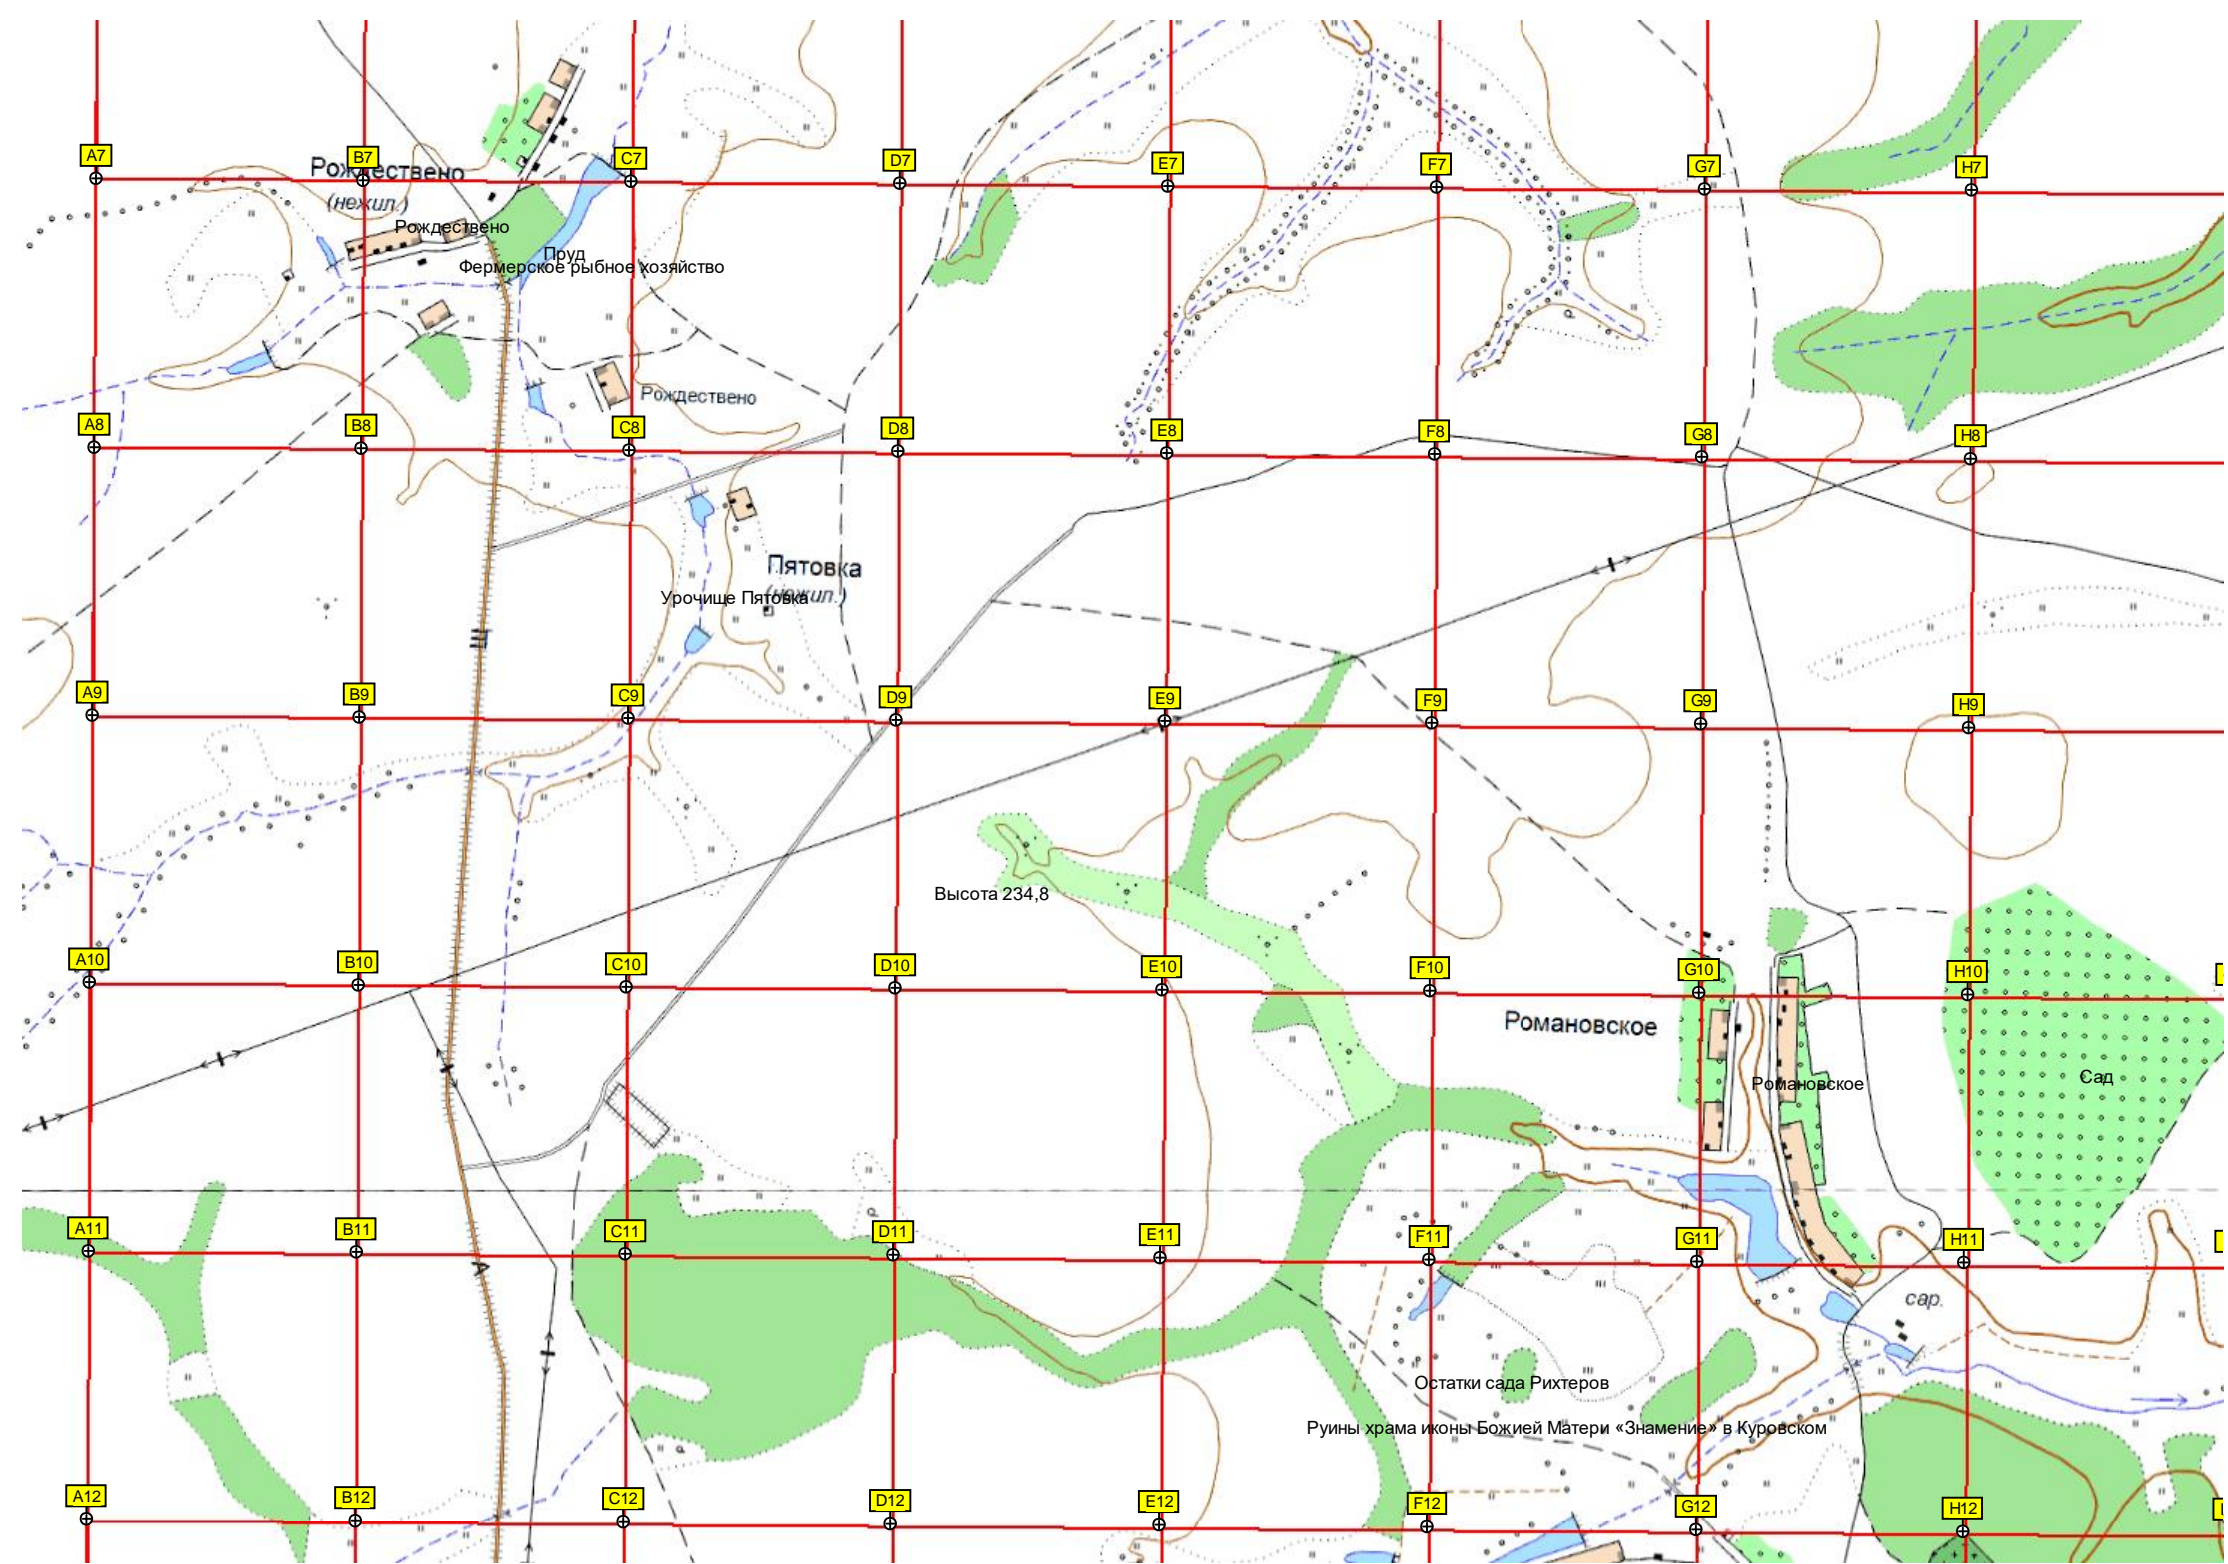 A7
B7
C7
D7
E7
F7
G7
H7
Рождествено
(нежил.)
Рождествено
Пруд
Фермерское рыбное хозяйство
Рождествено
A8
B8
C8
D8
E8
F8
G8
H8
Пятовка
(нежил.)
Урочище Пятовка
Ш
A9
B9
C9
D9
E9
F9
G9
H9
Высота 234,8
A10
B10
C10
D10
E10
F10
G10
H10
Романовское
Романовское
Сад
A11
B11
C11
D11
E11
F11
G11
H11
А
сар.
Остатки сада Рихтеров
Руины храма иконы Божией Матери «Знамение» в Куровском
A12
B12
C12
D12
E12
F12
G12
H12